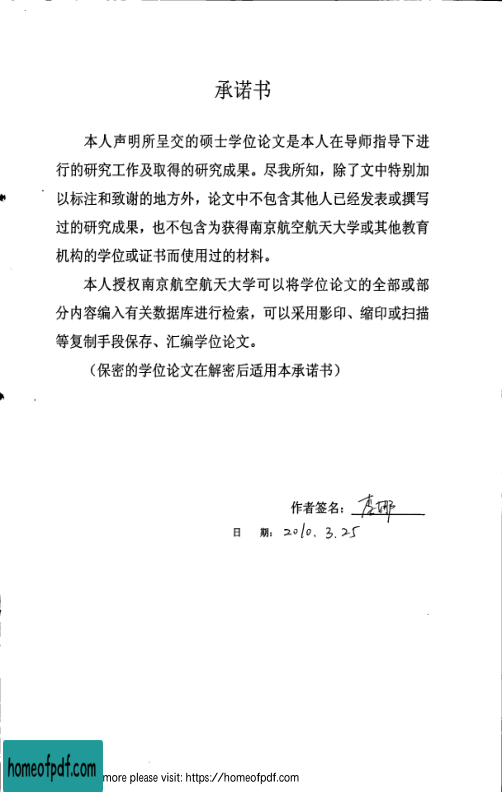 承诺书
本人声明所呈交的硕士学位论文是本人在导师指导下进
行的研究工作及取得的研究成果。尽我所知，除了文中特别加
以标注和致谢的地方外，论文中不包含其他人已经发表或撰写
过的研究成果，也不包含为获得南京航空航天大学或其他教育
机构的学位或证书而使用过的材料。
本人授权南京航空航天大学可以将学位论文的全部或部
分内容编入有关数据库进行检索，可以采用影印、缩印或扫描
等复制手段保存、汇编学位论文。
（保密的学位论文在解密后适用本承诺书）
作者签名：
日 期：2010.3.25
homeofpdf.com
more please visit: https://homeofpdf.com